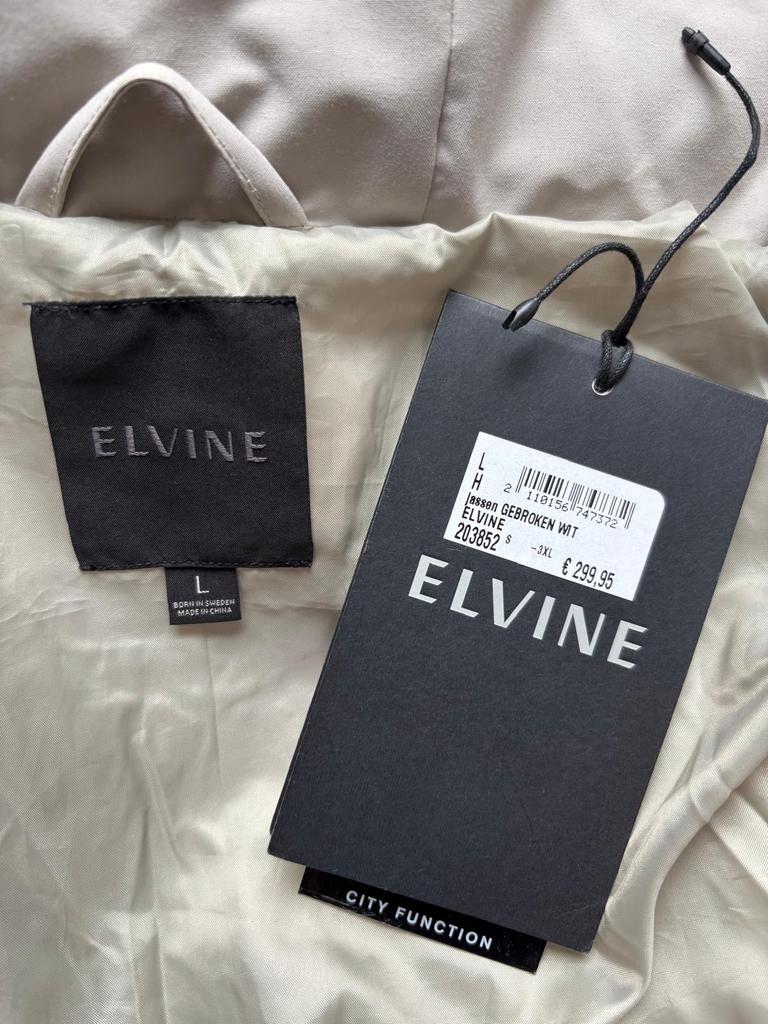 ELVINE
L
BORN IN SWEDEN
MADE IN CHINA
L
H
2 110156 747372
Jassen GEBROKEN WIT
ELVINE
203852 S -3XL
€ 299,95
ELVINE
CITY FUNCTION